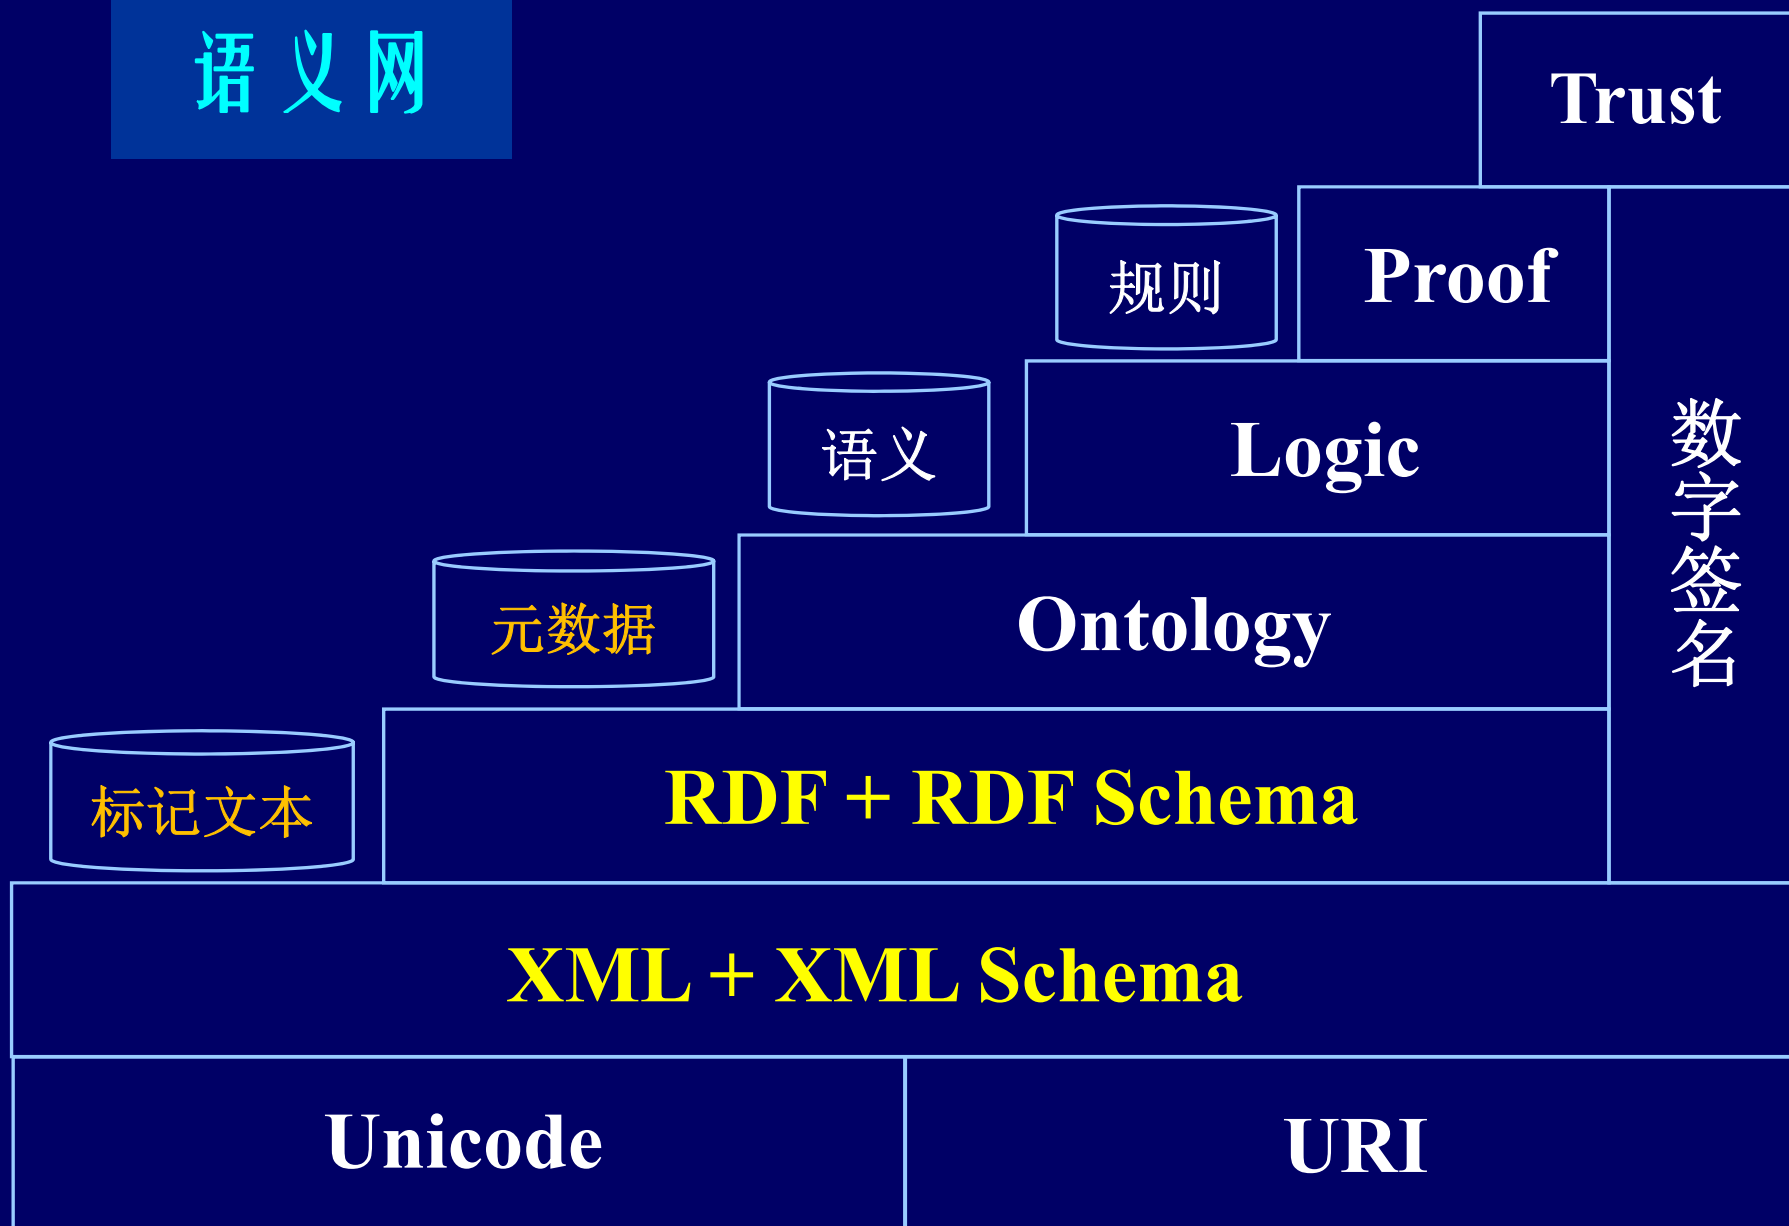 语义网
Trust
规则
Proof
语义
Logic
数字签名
元数据
Ontology
标记文本
RDF + RDF Schema
XML + XML Schema
Unicode
URI